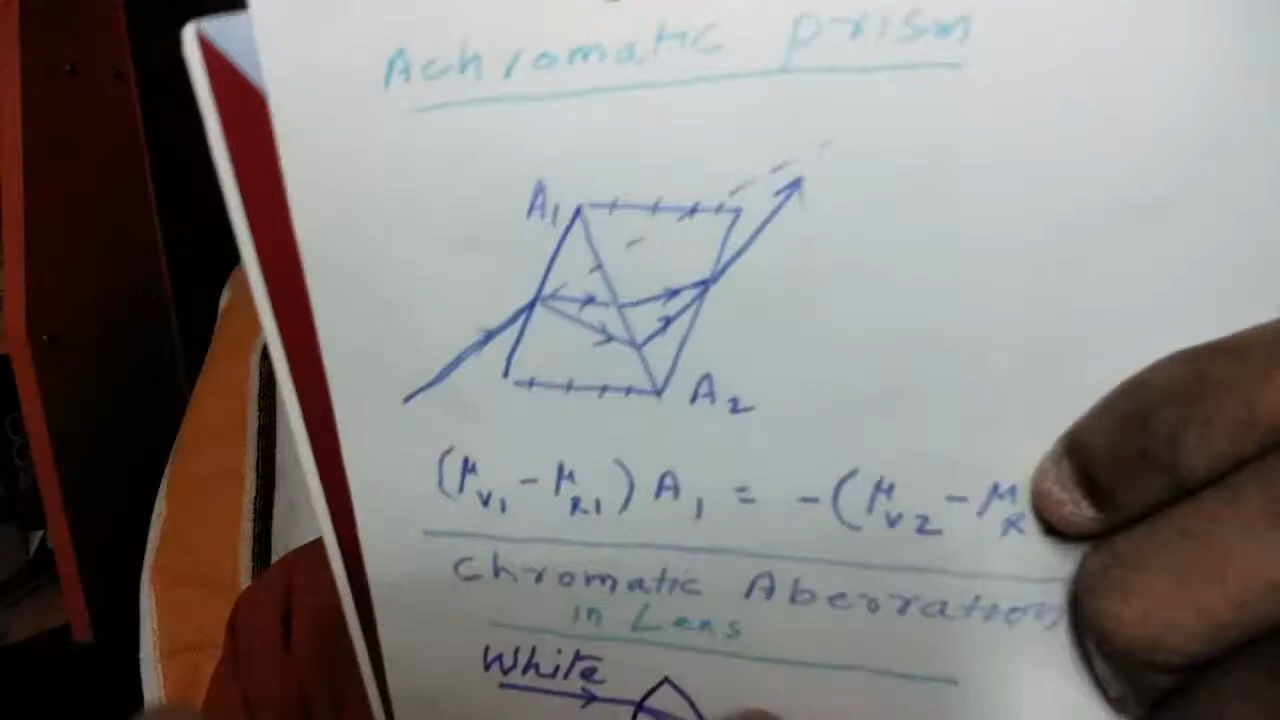 Achromatic prism
A1
A2
(μV1 - μR1) A1 = - (μV2 - μR
Chromatic Aberration
in Lens
White